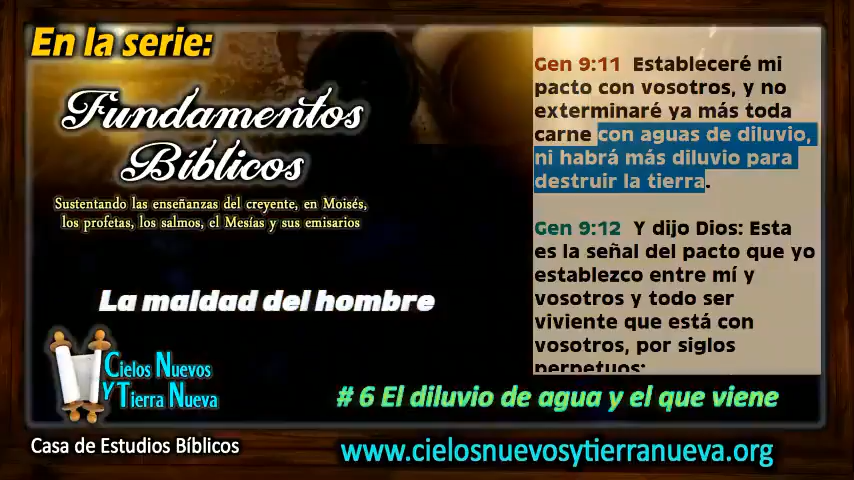 En la serie:
Fundamentos
Bíblicos
Sustentando las enseñanzas del creyente, en Moisés,
los profetas, los salmos, el Mesías y sus emisarios
La maldad del hombre
Cielos Nuevos
Y Tierra Nueva
Casa de Estudios Bíblicos
Gen 9:11 Estableceré mi
pacto con vosotros, y no
exterminaré ya más toda
carne con aguas de diluvio,
ni habrá más diluvio para
destruir la tierra.
Gen 9:12 Y dijo Dios: Esta
es la señal del pacto que yo
establezco entre mí y
vosotros y todo ser
viviente que está con
vosotros, por siglos
perpetuos:
# 6 El diluvio de agua y el que viene
www.cielosnuevosytierranueva.org